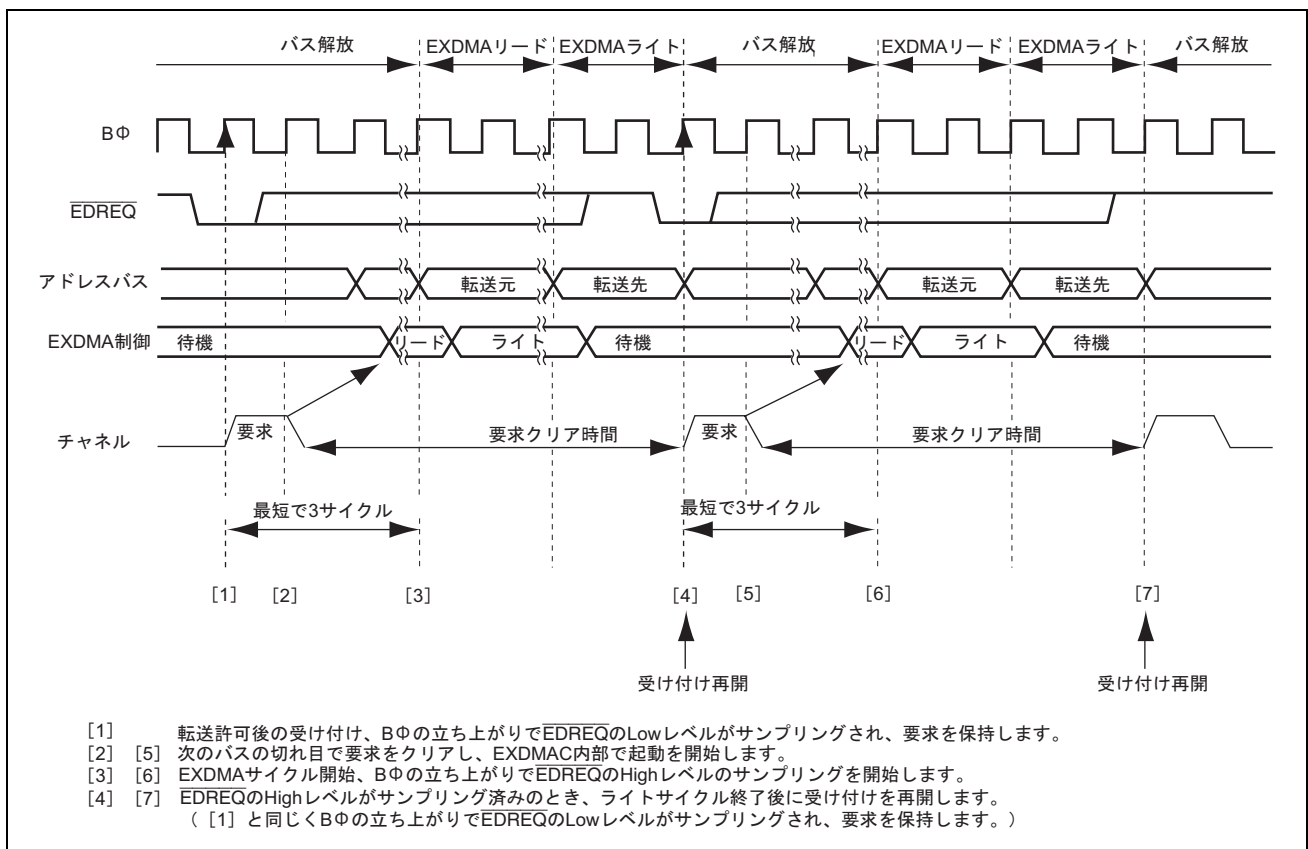 バス解放 EXDMAリード EXDMAライト バス解放 EXDMAリード EXDMAライト バス解放
BΦ
EDREQ
アドレスバス 転送元 転送先 転送元 転送先
EXDMA制御 待機 リード ライト 待機 リード ライト 待機
チャネル 要求 要求クリア時間 要求 要求クリア時間
最短で3サイクル 最短で3サイクル
[1] [2] [3] [4] [5] [6] [7]
受け付け再開 受け付け再開
[1] 転送許可後の受け付け、BΦの立ち上がりでEDREQのLowレベルがサンプリングされ、要求を保持します。
[2] [5] 次のバスの切れ目で要求をクリアし、EXDMAC内部で起動を開始します。
[3] [6] EXDMAサイクル開始、BΦの立ち上がりでEDREQのHighレベルのサンプリングを開始します。
[4] [7] EDREQのHighレベルがサンプリング済みのとき、ライトサイクル終了後に受け付けを再開します。
([1] と同じくBΦの立ち上がりでEDREQのLowレベルがサンプリングされ、要求を保持します。)